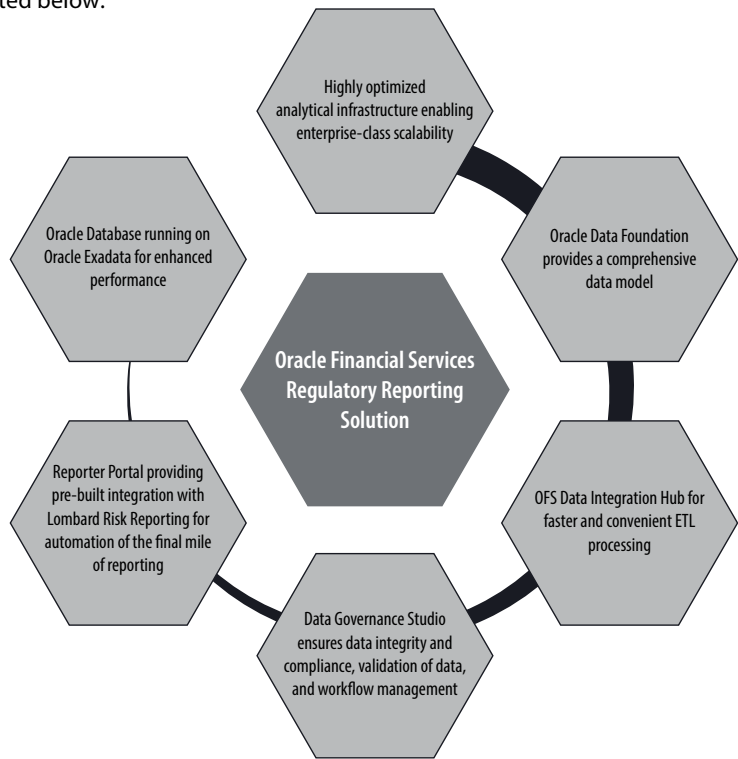 ted below.
Highly optimized
analytical infrastructure enabling
enterprise-class scalability
Oracle Database running on
Oracle Exadata for enhanced
performance
Oracle Data Foundation
provides a comprehensive
data model
Oracle Financial Services
Regulatory Reporting
Solution
Reporter Portal providing
pre-built integration with
Lombard Risk Reporting for
automation of the final mile
of reporting
OFS Data Integration Hub for
faster and convenient ETL
processing
Data Governance Studio
ensures data integrity and
compliance, validation of data,
and workflow management